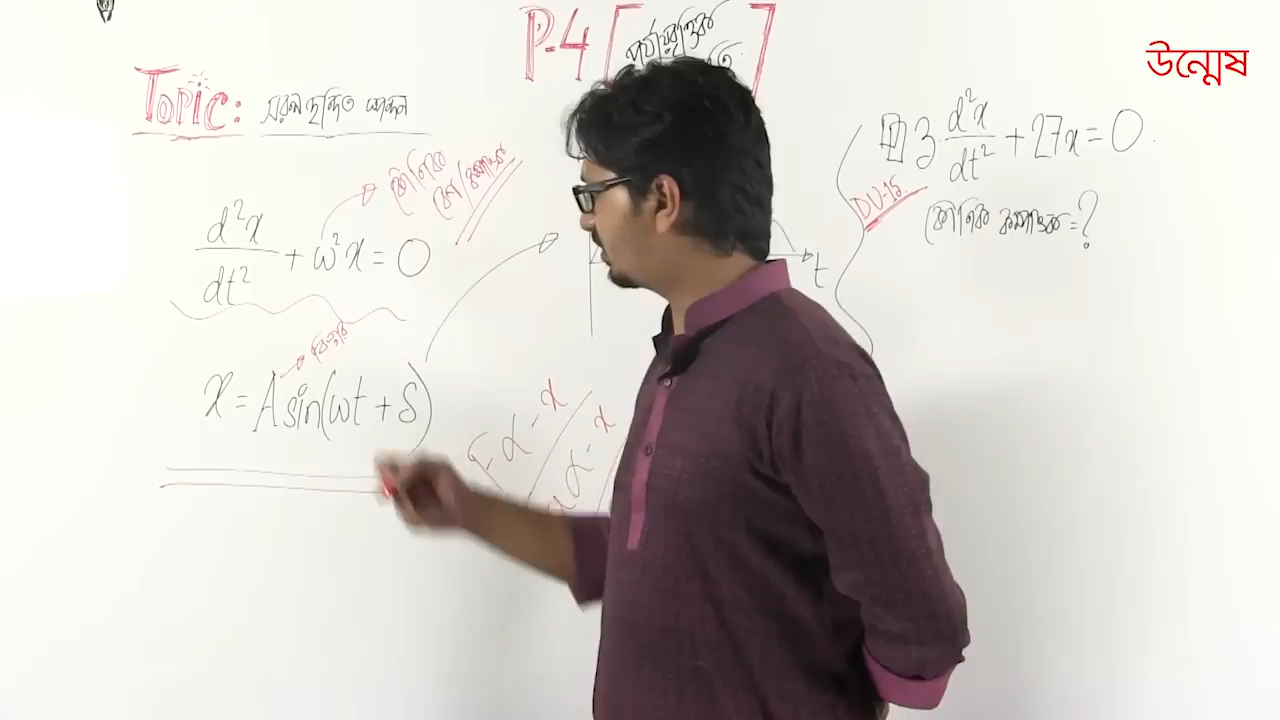 P-4 [পর্যাবৃত্তিক
উন্মেষ
Topic: সরল ছন্দিত স্পন্দন
d²x/dt² + ω²x = 0
কৌণিক
বেগ/কম্পাংক
x = A sin(ωt + δ)
বিস্তার
t
F α -x
a α -x
3 d²x/dt² + 27x = 0.
DU-15.
কৌণিক কম্পাংক = ?